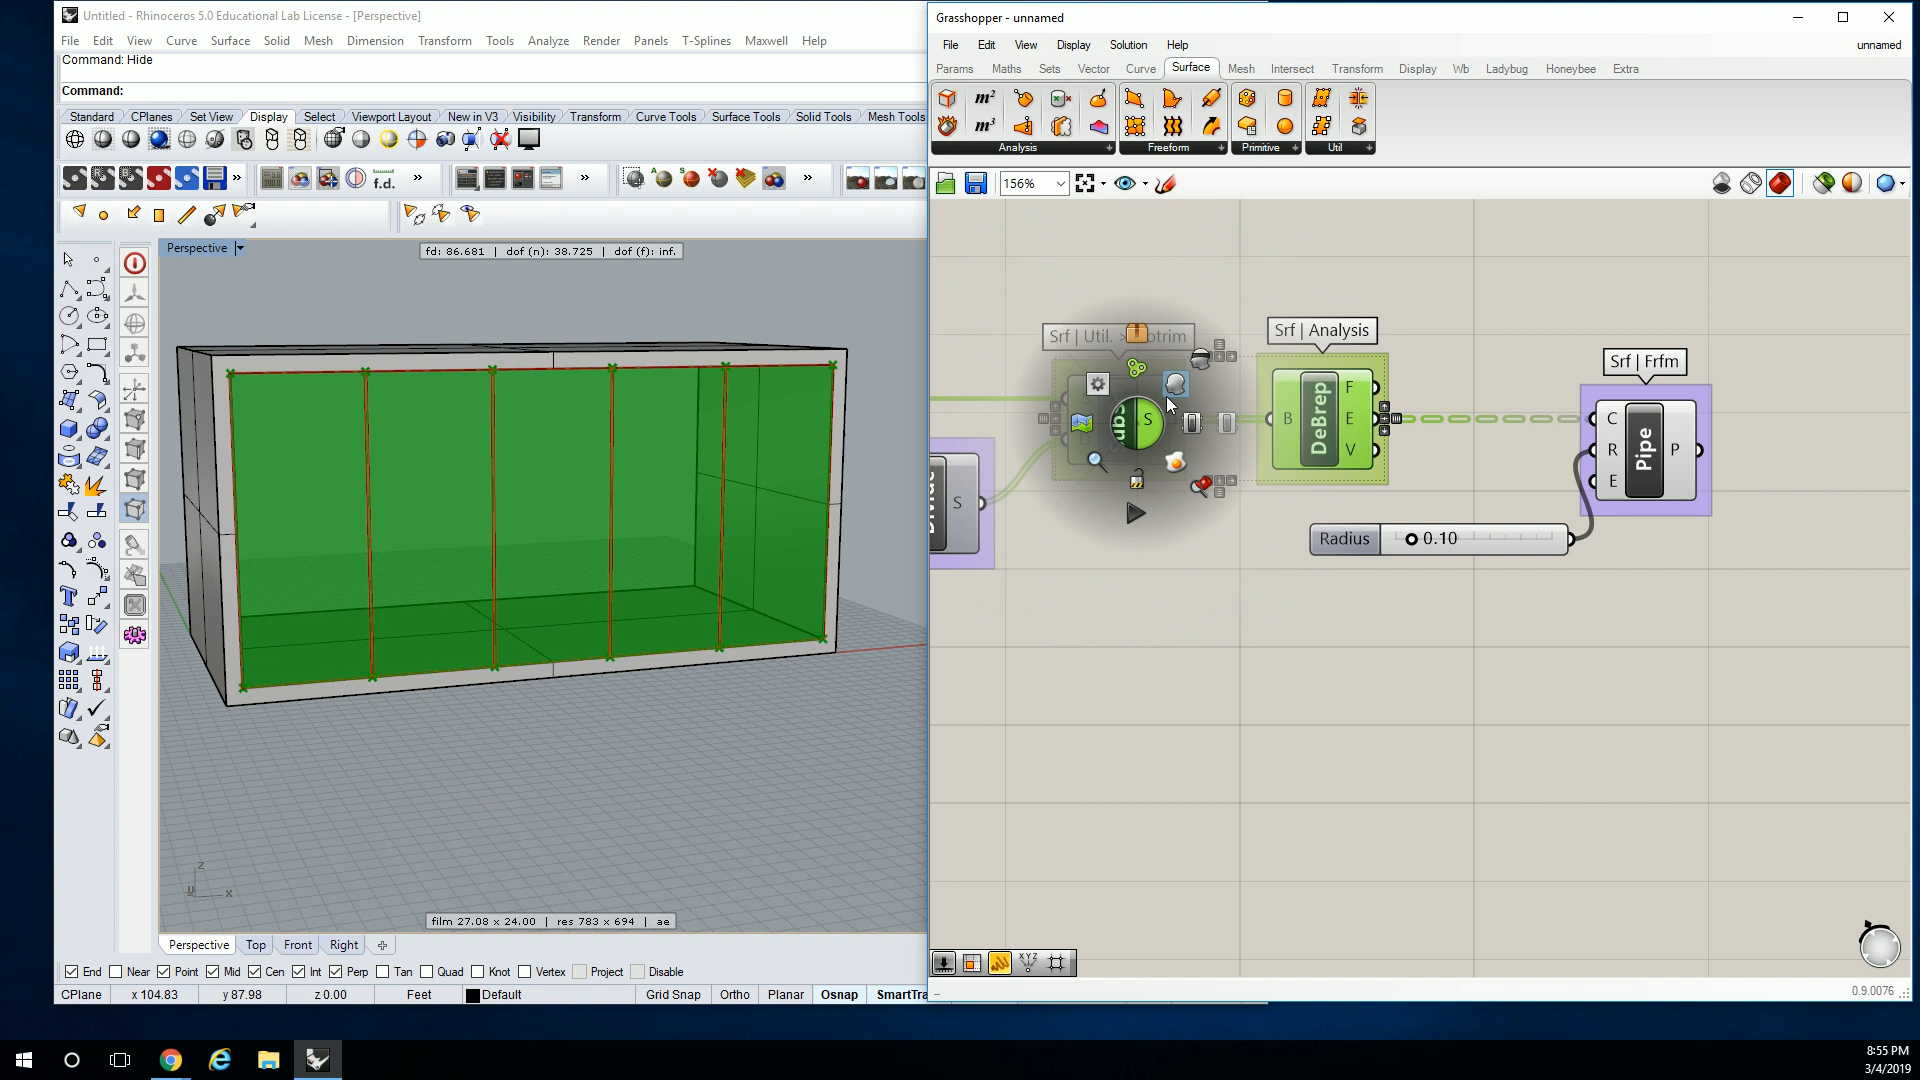 Untitled - Rhinoceros 5.0 Educational Lab License - [Perspective]
File Edit View Curve Surface Solid Mesh Dimension Transform Tools Analyze Render Panels T-Splines Maxwell Help
Command: Hide
Command:
Standard CPlanes Set View Display Select Viewport Layout New in V3 Visibility Transform Curve Tools Surface Tools Solid Tools Mesh Tools
f.d.
Perspective
fd: 86.681 | dof (n): 38.725 | dof (f): inf.
z
y x
film 27.08 x 24.00 | res 783 x 694 | ae
Perspective Top Front Right
End Near Point Mid Cen Int Perp Tan Quad Knot Vertex Project Disable
CPlane x 104.83 y 87.98 z 0.00 Feet Default Grid Snap Ortho Planar Osnap SmartTra
Grasshopper - unnamed
File Edit View Display Solution Help unnamed
Params Maths Sets Vector Curve Surface Mesh Intersect Transform Display Wb Ladybug Honeybee Extra
m²
m³
Analysis Freeform Primitive Util
156%
Srf | Util. > otrim
Srf | Analysis
Srf | Frfm
S
S
B DeBrep F E V
C R E Pipe P
Radius 0.10
XYZ
0.9.0076
8:55 PM
3/4/2019